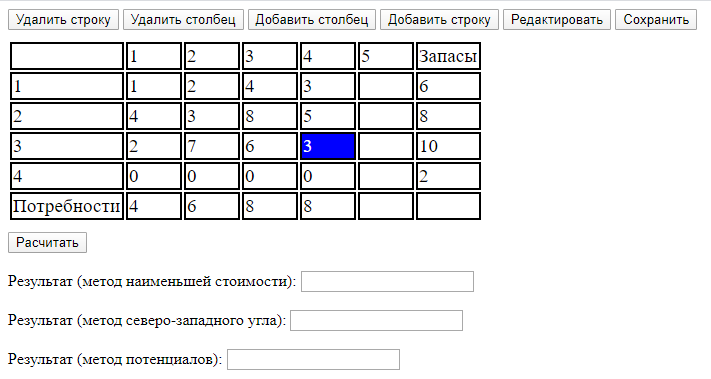 Удалить строку Удалить столбец Добавить столбец Добавить строку Редактировать Сохранить
1 2 3 4 5 Запасы
1 1 2 4 3 6
2 4 3 8 5 8
3 2 7 6 3 10
4 0 0 0 0 2
Потребности 4 6 8 8
Расчитать
Результат (метод наименьшей стоимости):
Результат (метод северо-западного угла):
Результат (метод потенциалов):